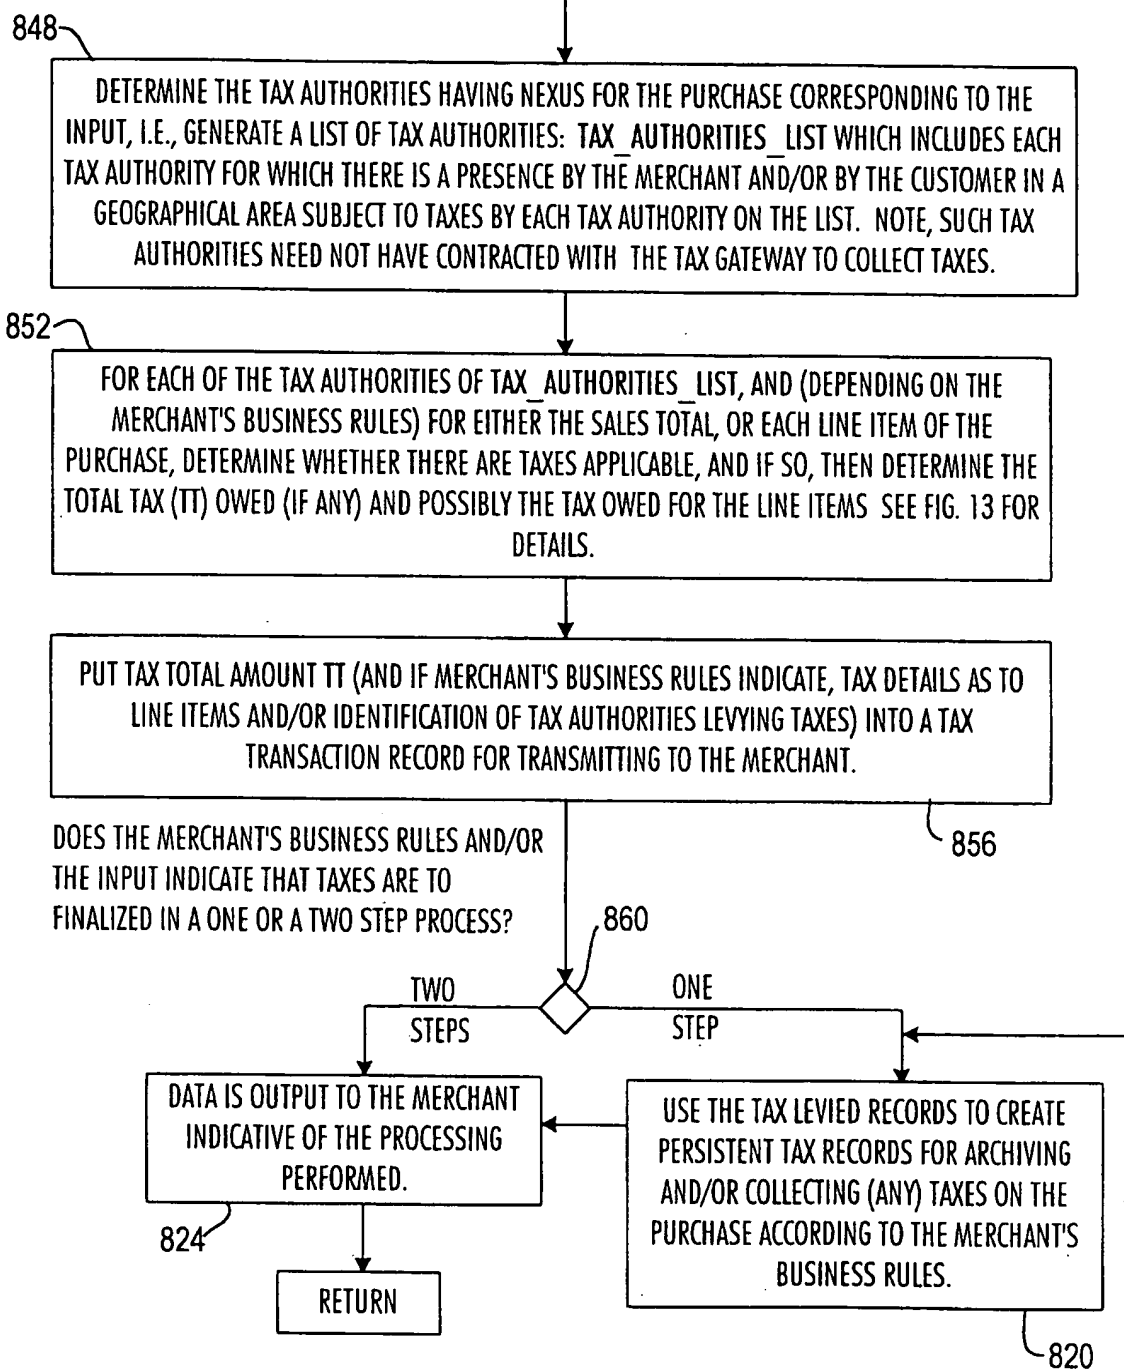 848
DETERMINE THE TAX AUTHORITIES HAVING NEXUS FOR THE PURCHASE CORRESPONDING TO THE
INPUT, I.E., GENERATE A LIST OF TAX AUTHORITIES: TAX_AUTHORITIES_LIST WHICH INCLUDES EACH
TAX AUTHORITY FOR WHICH THERE IS A PRESENCE BY THE MERCHANT AND/OR BY THE CUSTOMER IN A
GEOGRAPHICAL AREA SUBJECT TO TAXES BY EACH TAX AUTHORITY ON THE LIST. NOTE, SUCH TAX
AUTHORITIES NEED NOT HAVE CONTRACTED WITH THE TAX GATEWAY TO COLLECT TAXES.
852
FOR EACH OF THE TAX AUTHORITIES OF TAX_AUTHORITIES_LIST, AND (DEPENDING ON THE
MERCHANT'S BUSINESS RULES) FOR EITHER THE SALES TOTAL, OR EACH LINE ITEM OF THE
PURCHASE, DETERMINE WHETHER THERE ARE TAXES APPLICABLE, AND IF SO, THEN DETERMINE THE
TOTAL TAX (TT) OWED (IF ANY) AND POSSIBLY THE TAX OWED FOR THE LINE ITEMS SEE FIG. 13 FOR
DETAILS.
PUT TAX TOTAL AMOUNT TT (AND IF MERCHANT'S BUSINESS RULES INDICATE, TAX DETAILS AS TO
LINE ITEMS AND/OR IDENTIFICATION OF TAX AUTHORITIES LEVYING TAXES) INTO A TAX
TRANSACTION RECORD FOR TRANSMITTING TO THE MERCHANT.
856
DOES THE MERCHANT'S BUSINESS RULES AND/OR
THE INPUT INDICATE THAT TAXES ARE TO
FINALIZED IN A ONE OR A TWO STEP PROCESS?
860
TWO
STEPS
ONE
STEP
DATA IS OUTPUT TO THE MERCHANT
INDICATIVE OF THE PROCESSING
PERFORMED.
824
RETURN
USE THE TAX LEVIED RECORDS TO CREATE
PERSISTENT TAX RECORDS FOR ARCHIVING
AND/OR COLLECTING (ANY) TAXES ON THE
PURCHASE ACCORDING TO THE MERCHANT'S
BUSINESS RULES.
820